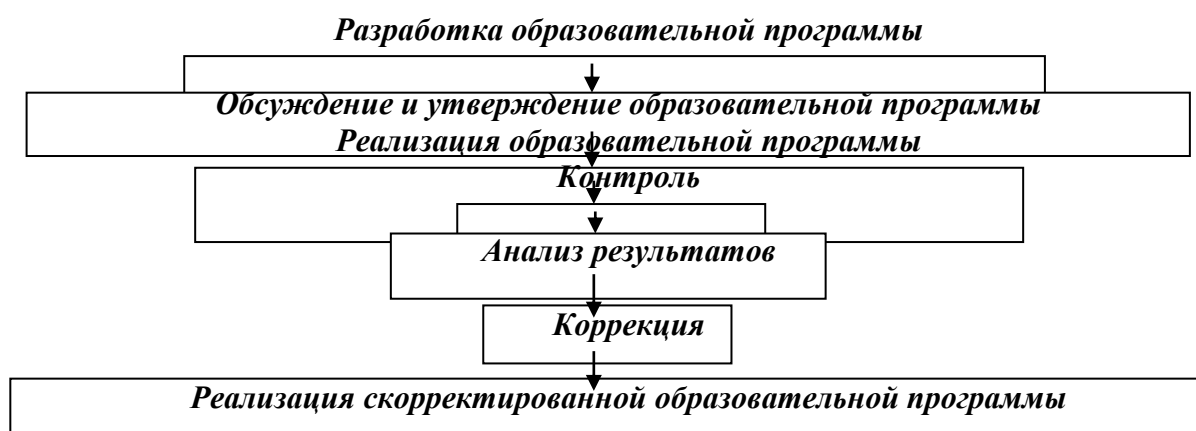 Разработка образовательной программы
Обсуждение и утверждение образовательной программы
Реализация образовательной программы
Контроль
Анализ результатов
Коррекция
Реализация скорректированной образовательной программы